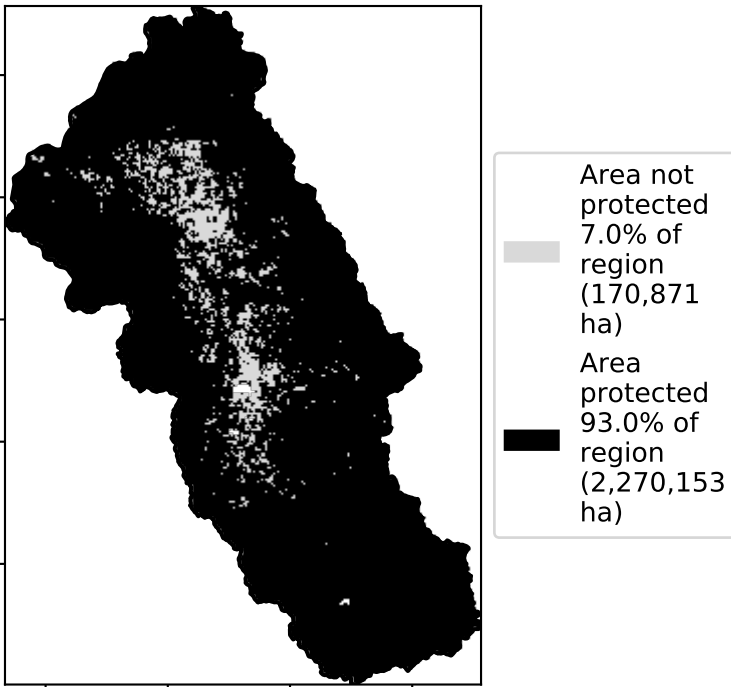 Area not
protected
7.0% of
region
(170,871
ha)
Area
protected
93.0% of
region
(2,270,153
ha)